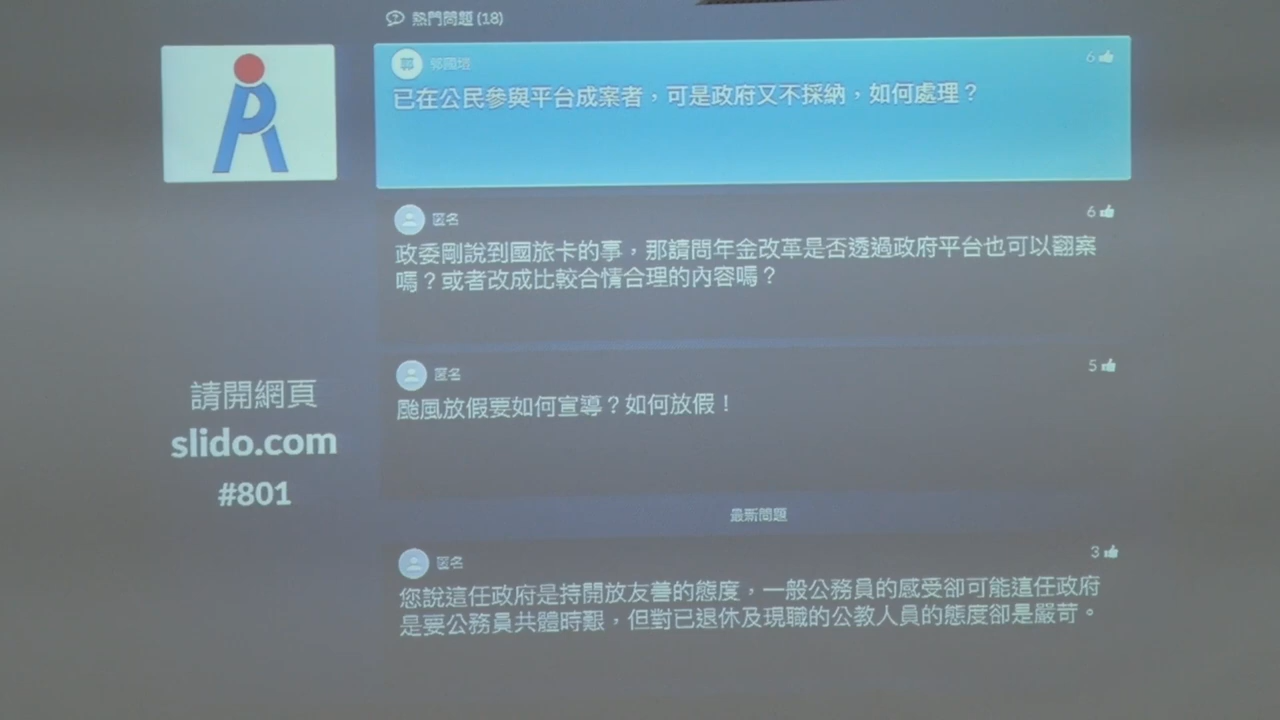 熱門問題 (18)
郭
6
已在公民參與平台成案者，可是政府又不採納，如何處理？
匿名
6
政委剛說到國旅卡的事，那請問年金改革是否透過政府平台也可以翻案
嗎？或者改成比較合情合理的內容嗎？
匿名
5
颱風放假要如何宣導？如何放假！
請開網頁
slido.com
#801
最新問題
匿名
3
您說這任政府是持開放友善的態度，一般公務員的感受卻可能這任政府
是要公務員共體時艱，但對已退休及現職的公教人員的態度卻是嚴苛。